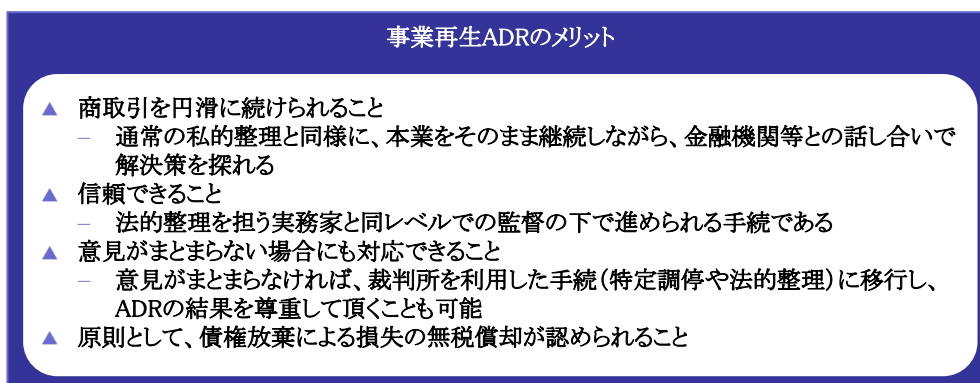 事業再生ADRのメリット
▲ 商取引を円滑に続けられること
– 通常の私的整理と同様に、本業をそのまま継続しながら、金融機関等との話し合いで
解決策を探れる
▲ 信頼できること
– 法的整理を担う実務家と同レベルでの監督の下で進められる手続である
▲ 意見がまとまらない場合にも対応できること
– 意見がまとまらなければ、裁判所を利用した手続(特定調停や法的整理)に移行し、
ADRの結果を尊重して頂くことも可能
▲ 原則として、債権放棄による損失の無税償却が認められること